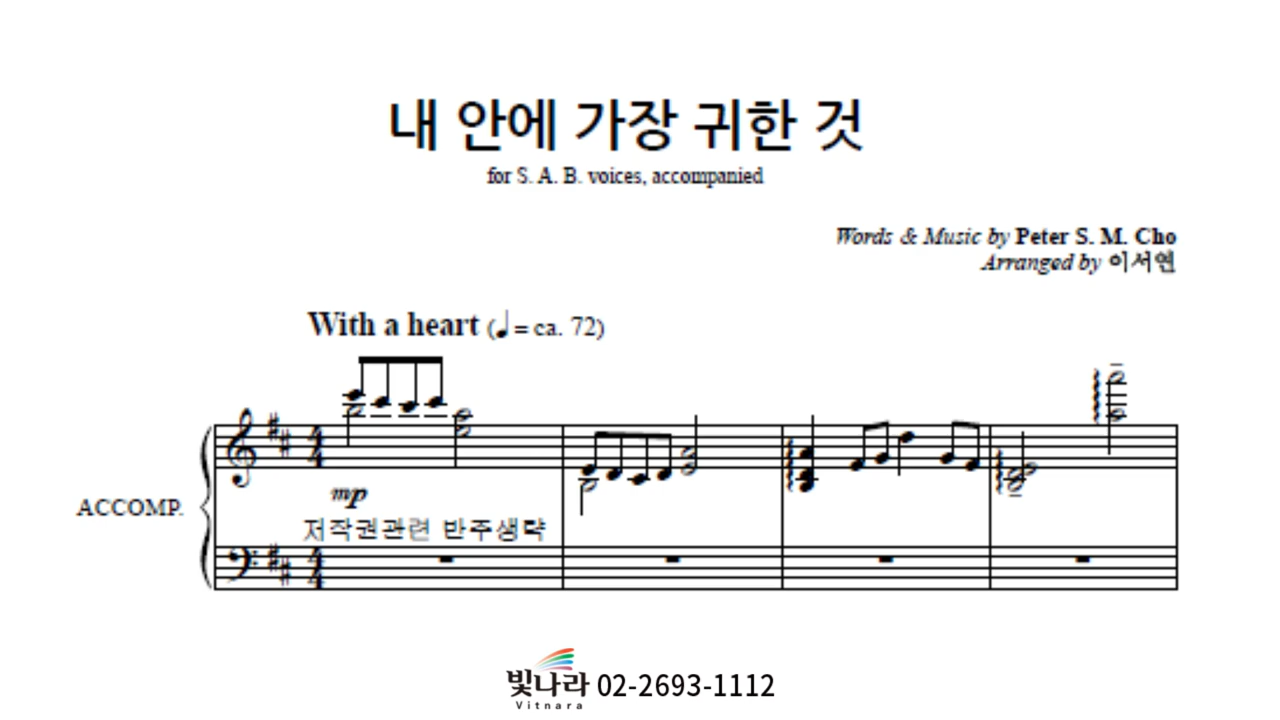 내 안에 가장 귀한 것
for S. A. B. voices, accompanied
Words & Music by Peter S. M. Cho
Arranged by 이서연
With a heart (♩ = ca. 72)
mp
ACCOMP.
저작권관련 반주생략
빛나라 02-2693-1112
Vitnara